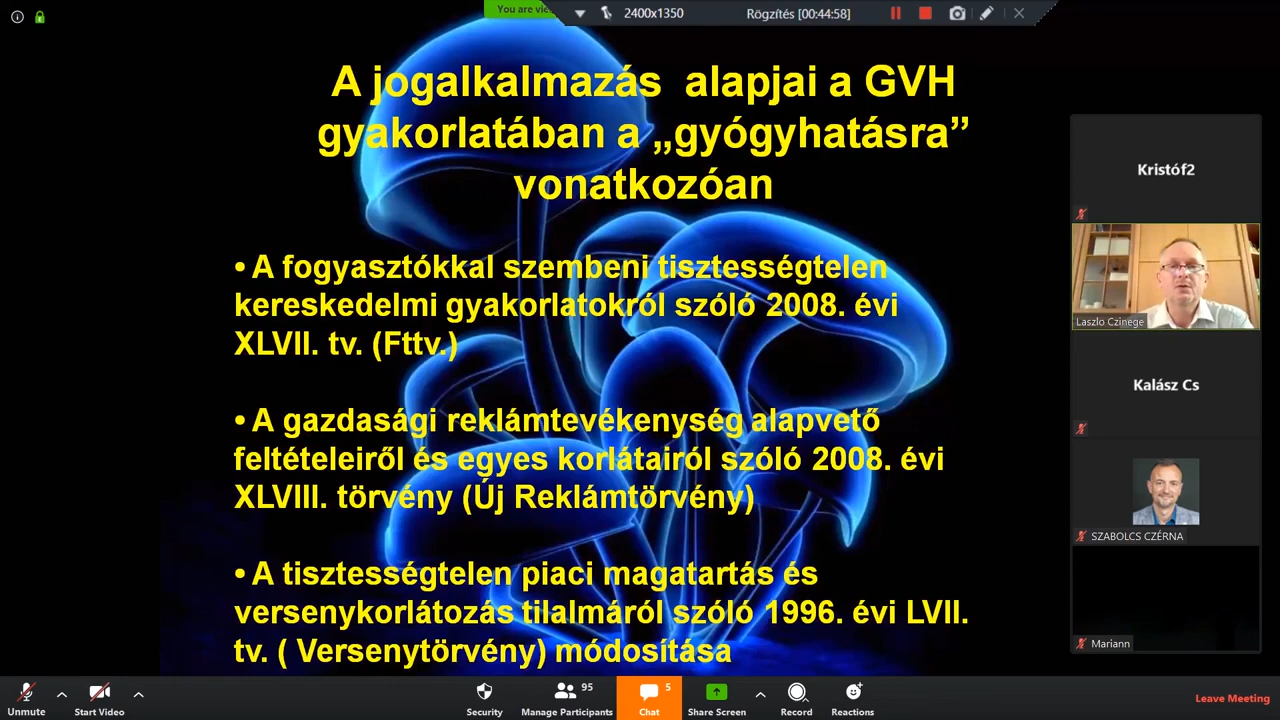 You are vie
2400x1350
Rögzítés [00:44:58]
A jogalkalmazás alapjai a GVH
gyakorlatában a „gyógyhatásra”
vonatkozóan
• A fogyasztókkal szembeni tisztességtelen
kereskedelmi gyakorlatokról szóló 2008. évi
XLVII. tv. (Fttv.)
• A gazdasági reklámtevékenység alapvető
feltételeiről és egyes korlátairól szóló 2008. évi
XLVIII. törvény (Új Reklámtörvény)
• A tisztességtelen piaci magatartás és
versenykorlátozás tilalmáról szóló 1996. évi LVII.
tv. ( Versenytörvény) módosítása
Kristóf2
Laszlo Czinege
Kalász Cs
SZABOLCS CZÉRNA
Mariann
Unmute
Start Video
Security
95
Manage Participants
5
Chat
Share Screen
Record
Reactions
Leave Meeting